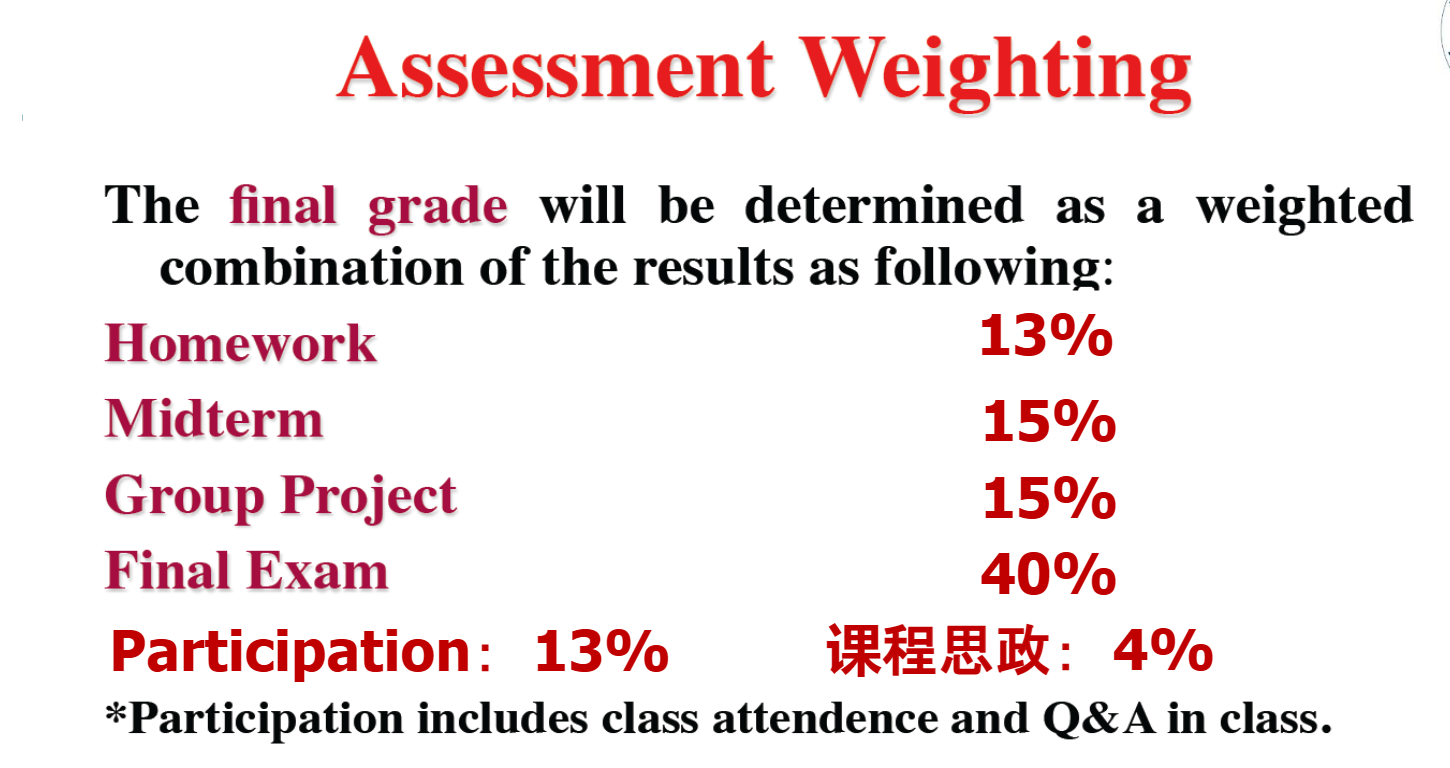 Assessment Weighting
The final grade will be determined as a weighted
combination of the results as following:
Homework 13%
Midterm 15%
Group Project 15%
Final Exam 40%
Participation： 13% 课程思政： 4%
*Participation includes class attendence and Q&A in class.